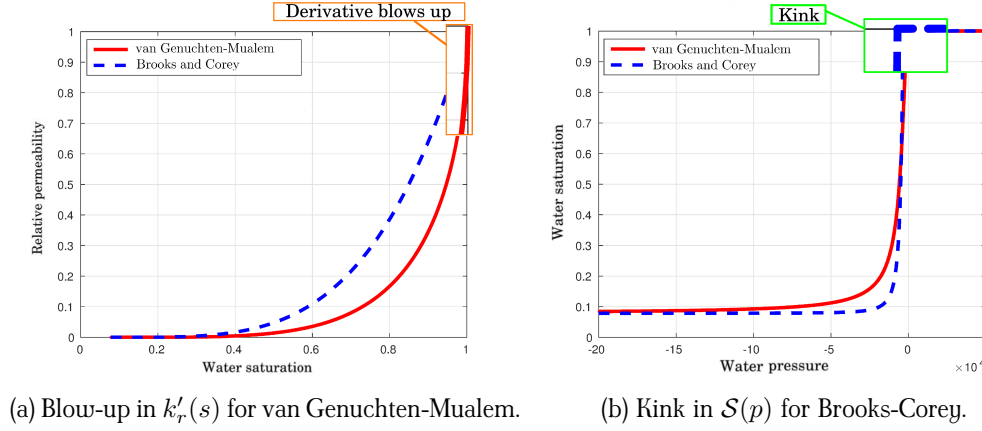 Derivative blows up
van Genuchten-Mualem
Brooks and Corey
Relative permeability
1
0.9
0.8
0.7
0.6
0.5
0.4
0.3
0.2
0.1
0
0 0.2 0.4 0.6 0.8 1
Water saturation
(a) Blow-up in k′r(s) for van Genuchten-Mualem.
Kink
van Genuchten-Mualem
Brooks and Corey
Water saturation
1
0.9
0.8
0.7
0.6
0.5
0.4
0.3
0.2
0.1
0
-20 -15 -10 -5 0
Water pressure
(b) Kink in S(p) for Brooks-Corey.